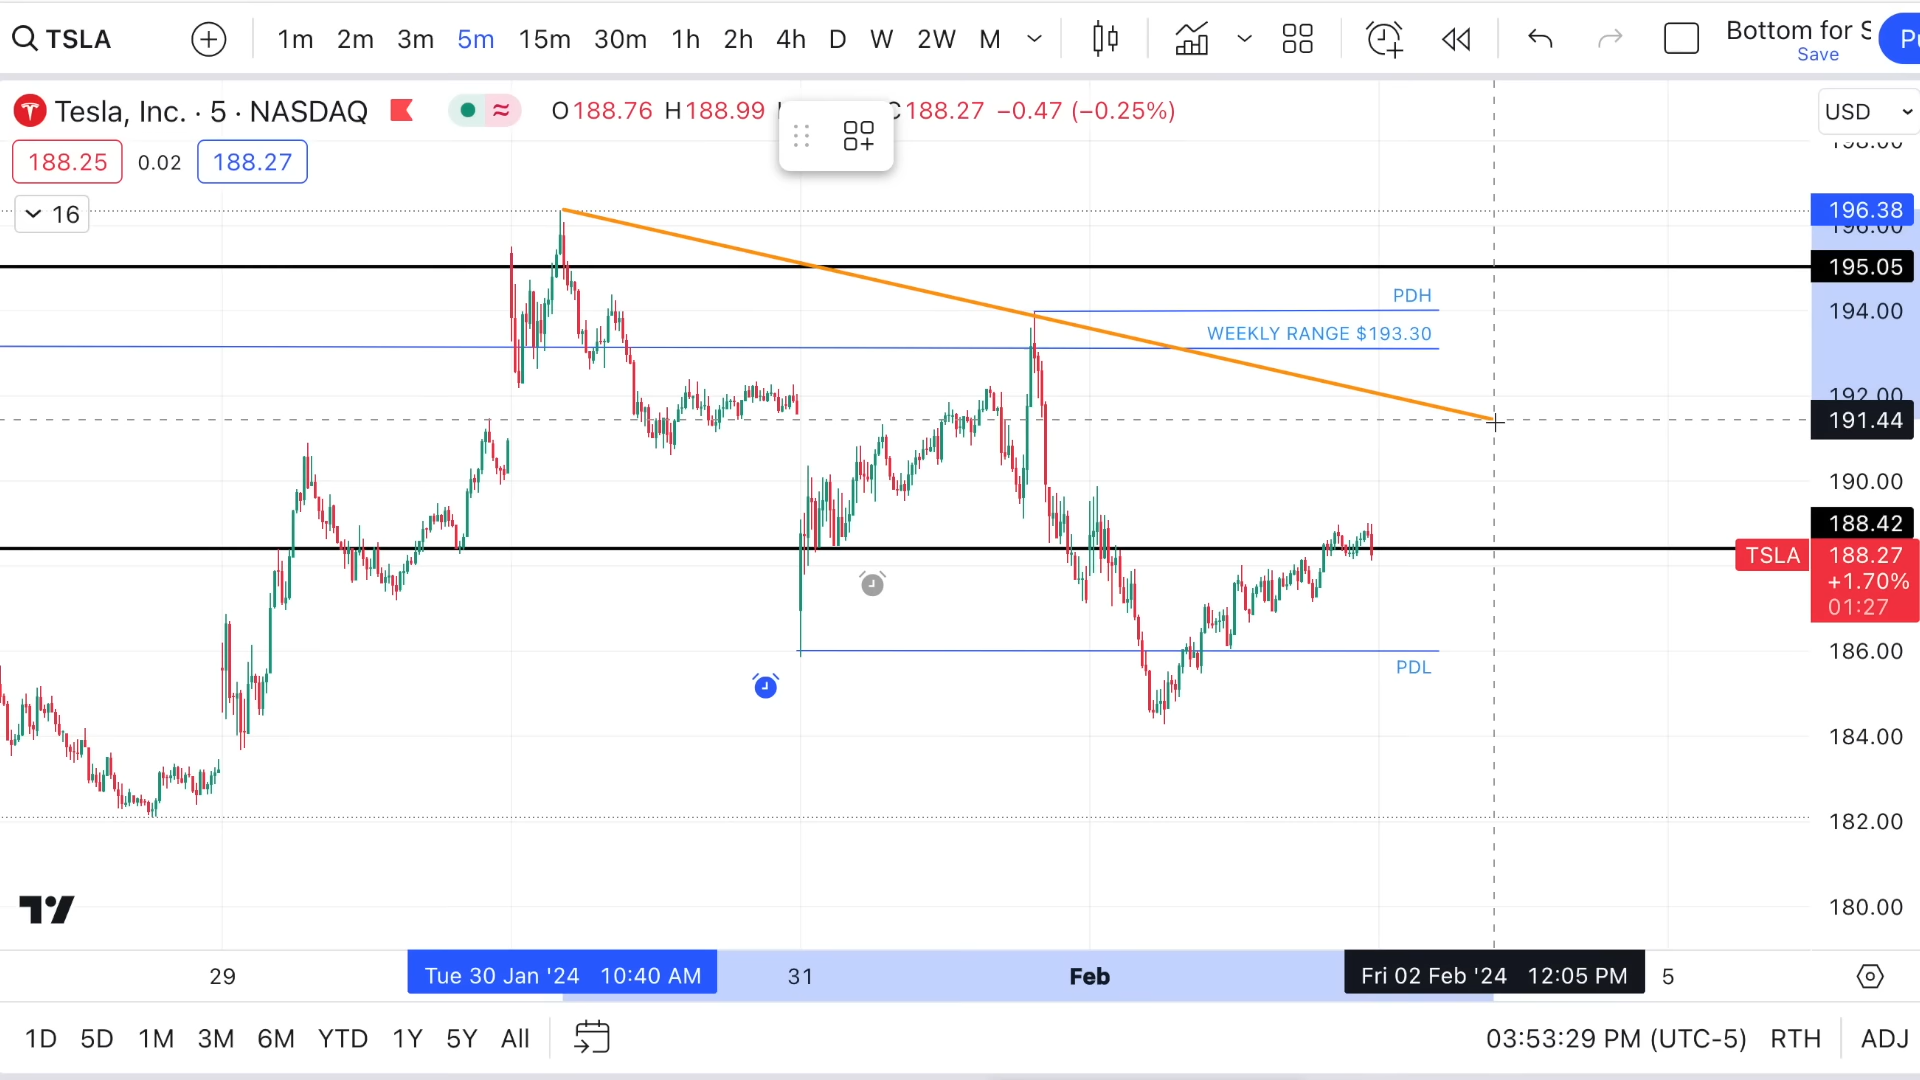 TSLA 1m 2m 3m 5m 15m 30m 1h 2h 4h D W 2W M Bottom for S
Save
Tesla, Inc. · 5 · NASDAQ O188.76 H188.99 C188.27 −0.47 (−0.25%)
USD
188.25 0.02 188.27
16
196.38
196.00
195.05
PDH
194.00
WEEKLY RANGE $193.30
192.00
191.44
190.00
188.42
TSLA 188.27
+1.70%
01:27
186.00
PDL
184.00
182.00
180.00
29 Tue 30 Jan '24 10:40 AM 31 Feb Fri 02 Feb '24 12:05 PM 5
1D 5D 1M 3M 6M YTD 1Y 5Y All 03:53:29 PM (UTC-5) RTH ADJ